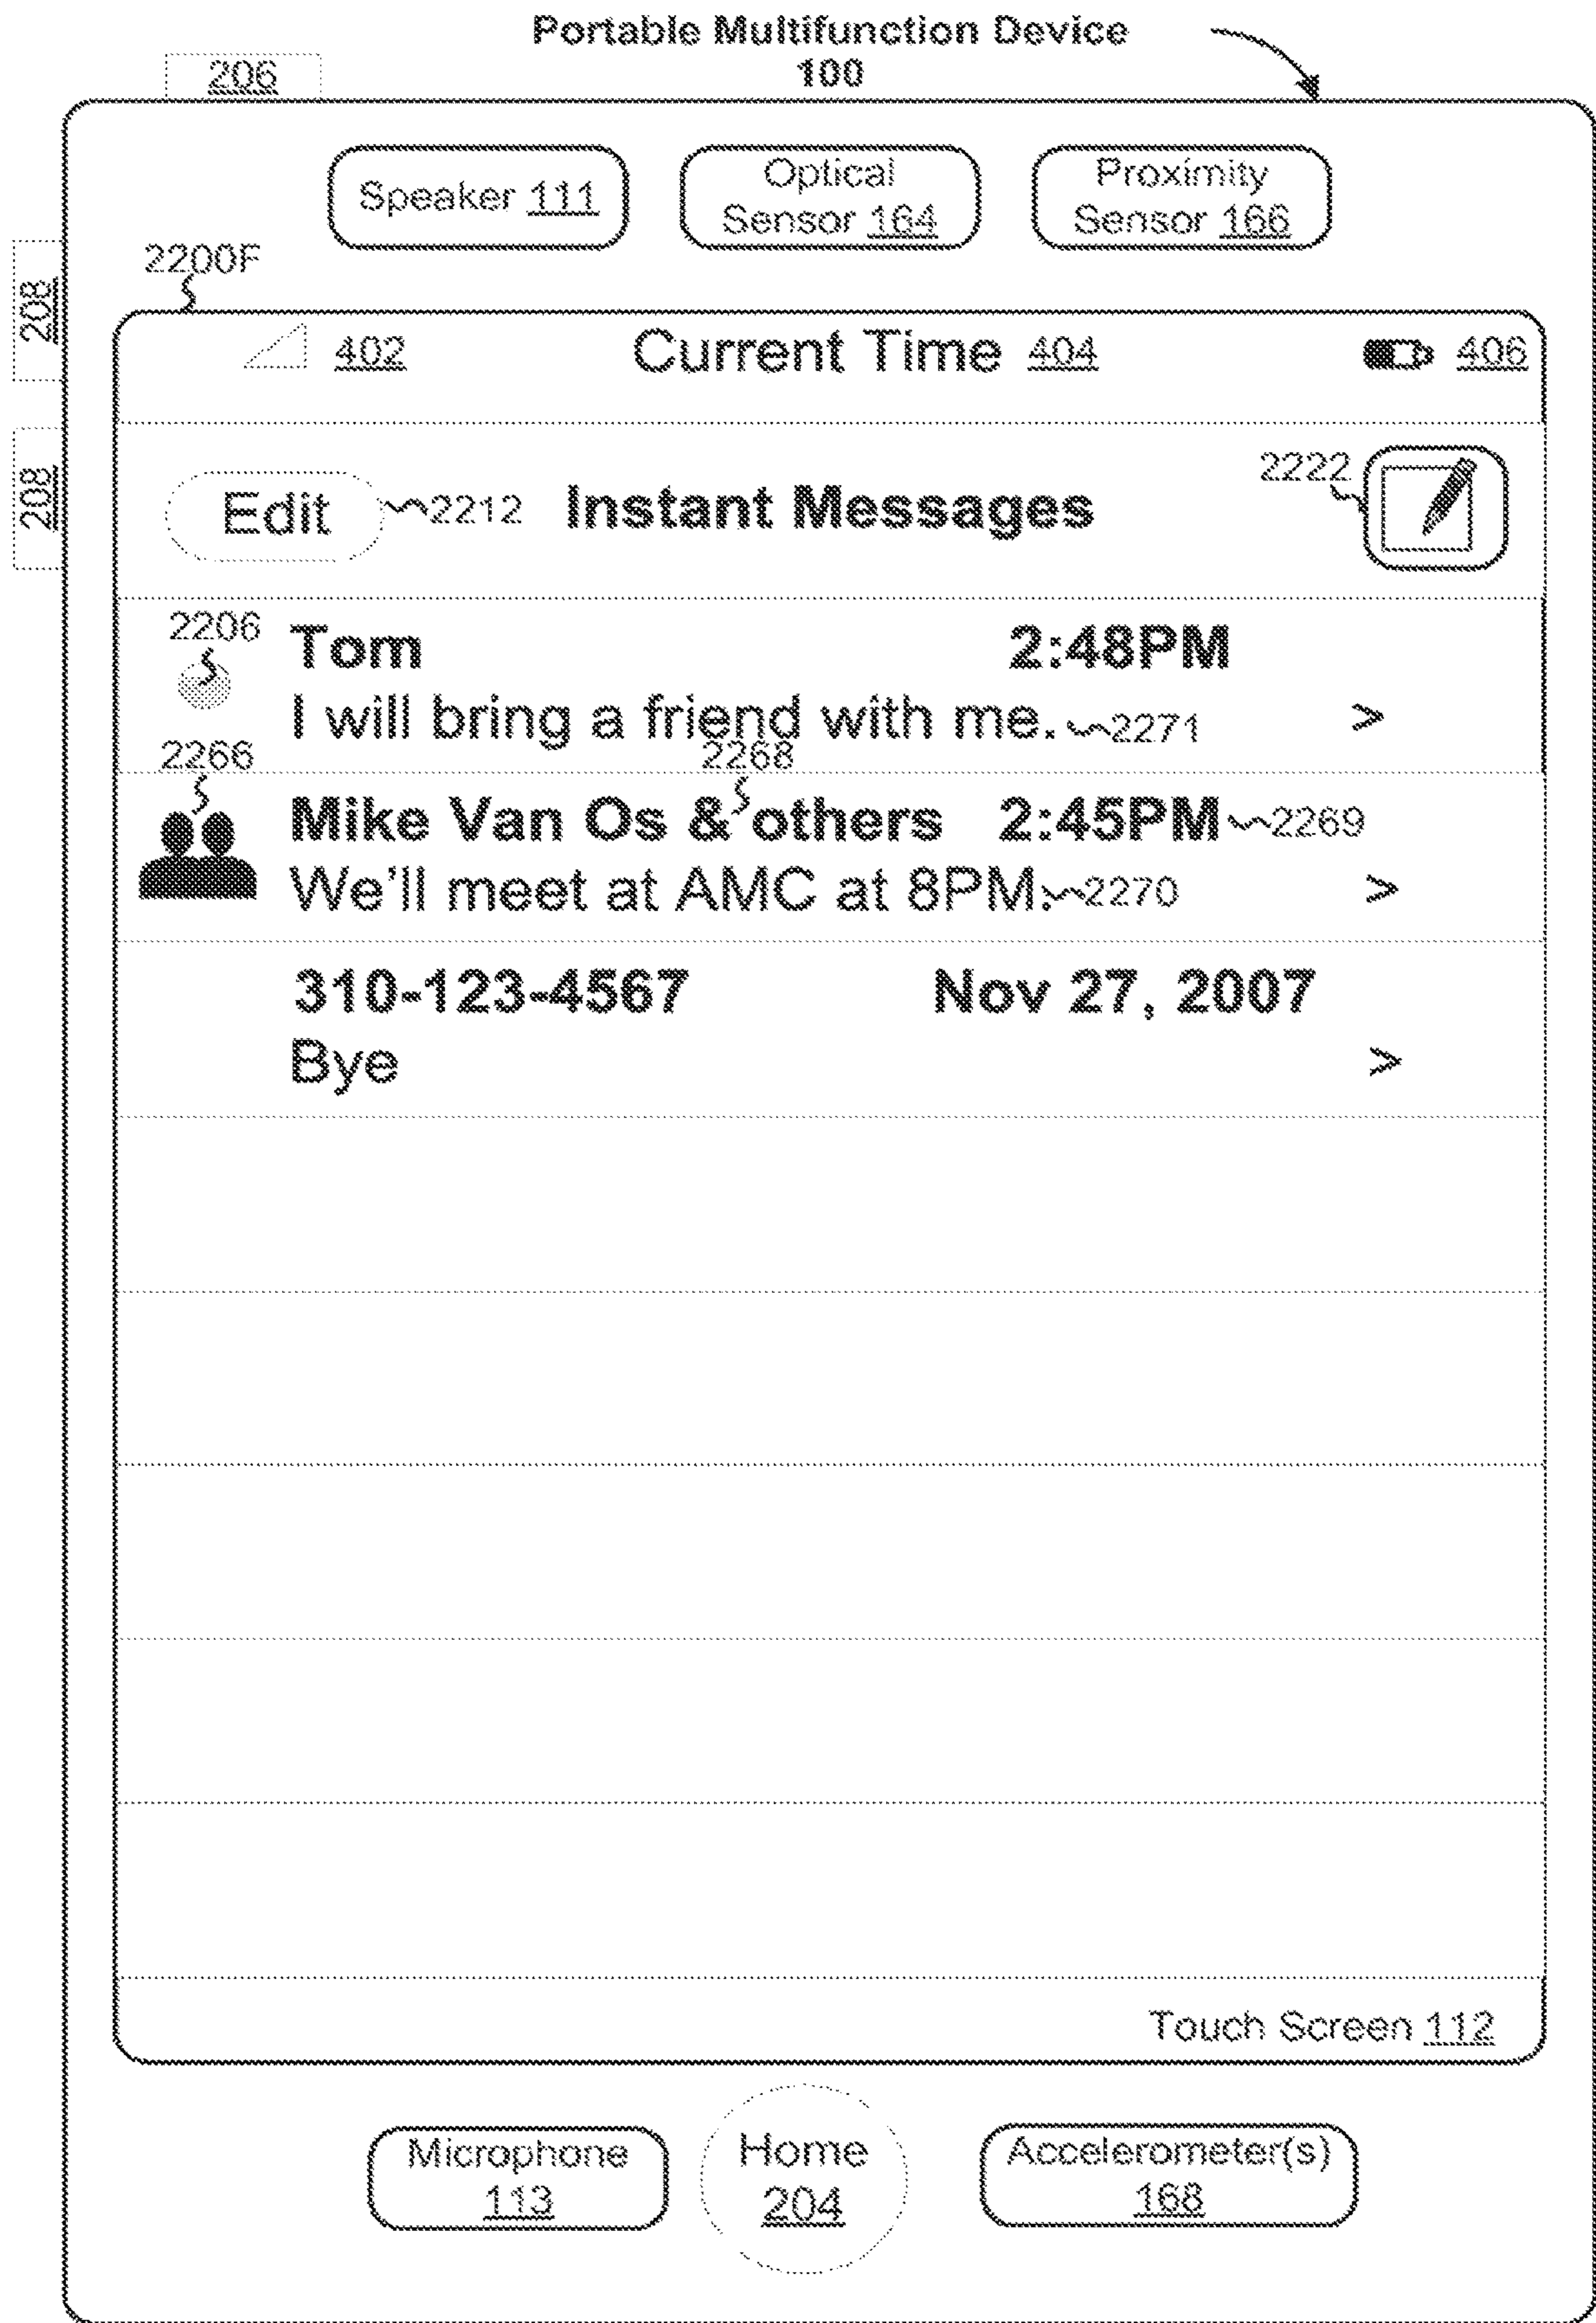 Portable Multifunction Device
100
206
Speaker 111
Optical
Sensor 164
Proximity
Sensor 166
2200F
208
402
Current Time 404
406
208
Edit
2212
Instant Messages
2222
2206
Tom
2:48PM
I will bring a friend with me.
2271
>
2266
2268
Mike Van Os & others
2:45PM
2269
We'll meet at AMC at 8PM.
2270
>
310-123-4567
Nov 27, 2007
Bye
>
Touch Screen 112
Microphone
113
Home
204
Accelerometer(s)
168